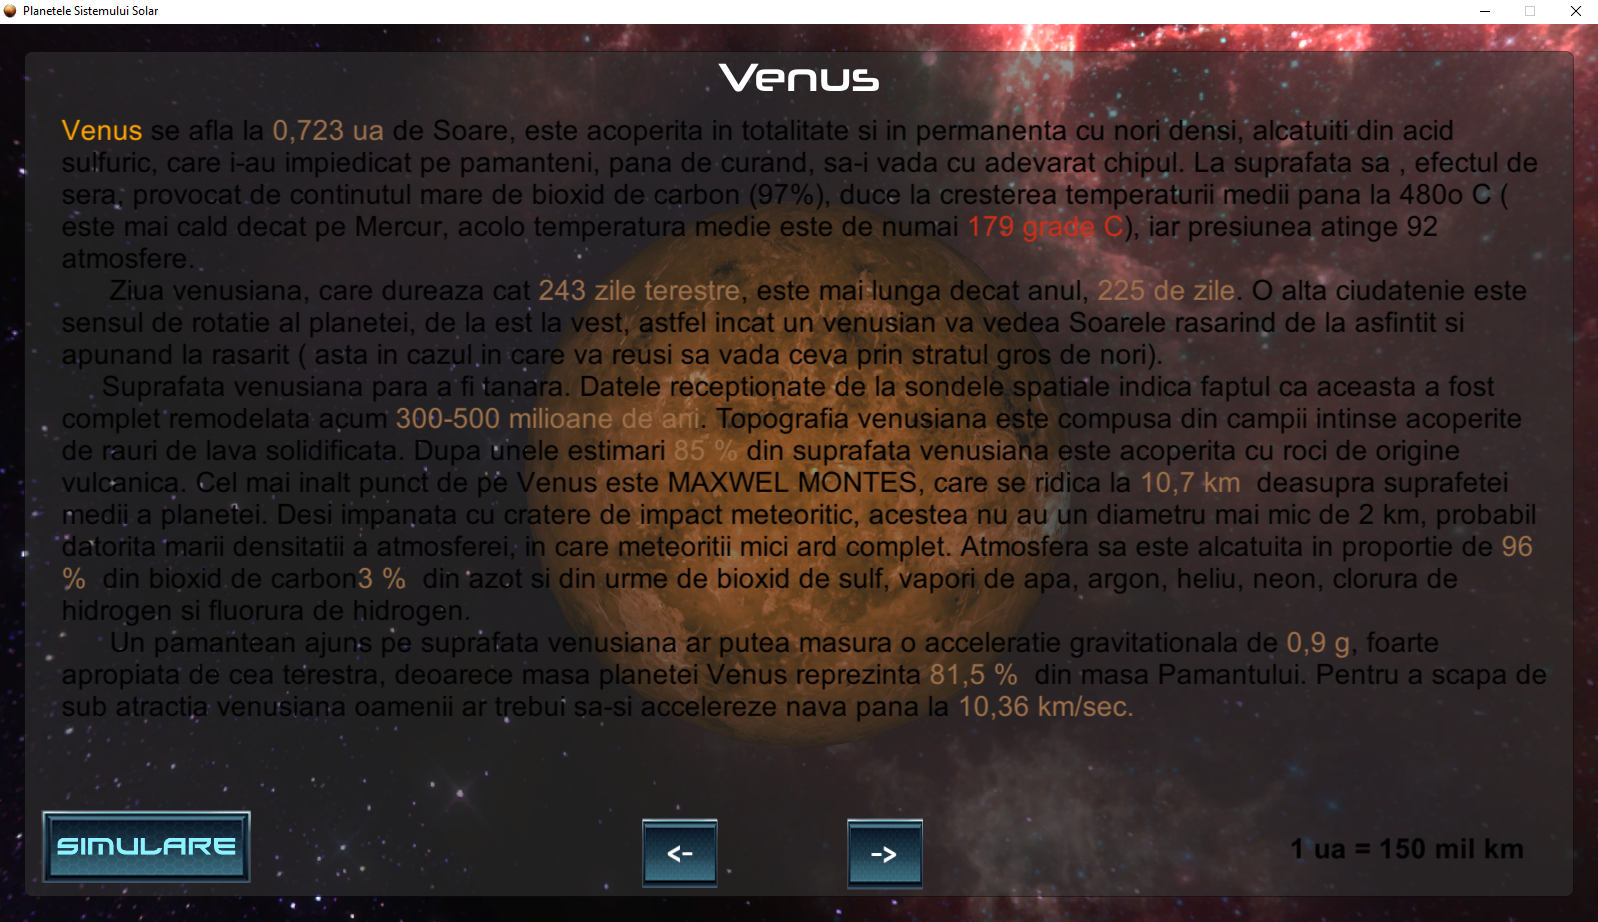 Planetele Sistemului Solar
Venus
Venus se afla la 0,723 ua de Soare, este acoperita in totalitate si in permanenta cu nori densi, alcatuiti din acid
sulfuric, care i-au impiedicat pe pamanteni, pana de curand, sa-i vada cu adevarat chipul. La suprafata sa , efectul de
sera, provocat de continutul mare de bioxid de carbon (97%), duce la cresterea temperaturii medii pana la 480o C (
este mai cald decat pe Mercur, acolo temperatura medie este de numai 179 grade C), iar presiunea atinge 92
atmosfere.
Ziua venusiana, care dureaza cat 243 zile terestre, este mai lunga decat anul, 225 de zile. O alta ciudatenie este
sensul de rotatie al planetei, de la est la vest, astfel incat un venusian va vedea Soarele rasarind de la asfintit si
apunand la rasarit ( asta in cazul in care va reusi sa vada ceva prin stratul gros de nori).
Suprafata venusiana para a fi tanara. Datele receptionate de la sondele spatiale indica faptul ca aceasta a fost
complet remodelata acum 300-500 milioane de ani. Topografia venusiana este compusa din campii intinse acoperite
de rauri de lava solidificata. Dupa unele estimari 85 % din suprafata venusiana este acoperita cu roci de origine
vulcanica. Cel mai inalt punct de pe Venus este MAXWEL MONTES, care se ridica la 10,7 km  deasupra suprafetei
medii a planetei. Desi impanata cu cratere de impact meteoritic, acestea nu au un diametru mai mic de 2 km, probabil
datorita marii densitatii a atmosferei, in care meteoritii mici ard complet. Atmosfera sa este alcatuita in proportie de 96
%  din bioxid de carbon3 %  din azot si din urme de bioxid de sulf, vapori de apa, argon, heliu, neon, clorura de
hidrogen si fluorura de hidrogen.
Un pamantean ajuns pe suprafata venusiana ar putea masura o acceleratie gravitationala de 0,9 g, foarte
apropiata de cea terestra, deoarece masa planetei Venus reprezinta 81,5 %  din masa Pamantului. Pentru a scapa de
sub atractia venusiana oamenii ar trebui sa-si accelereze nava pana la 10,36 km/sec.
SIMULARE
<-
->
1 ua = 150 mil km